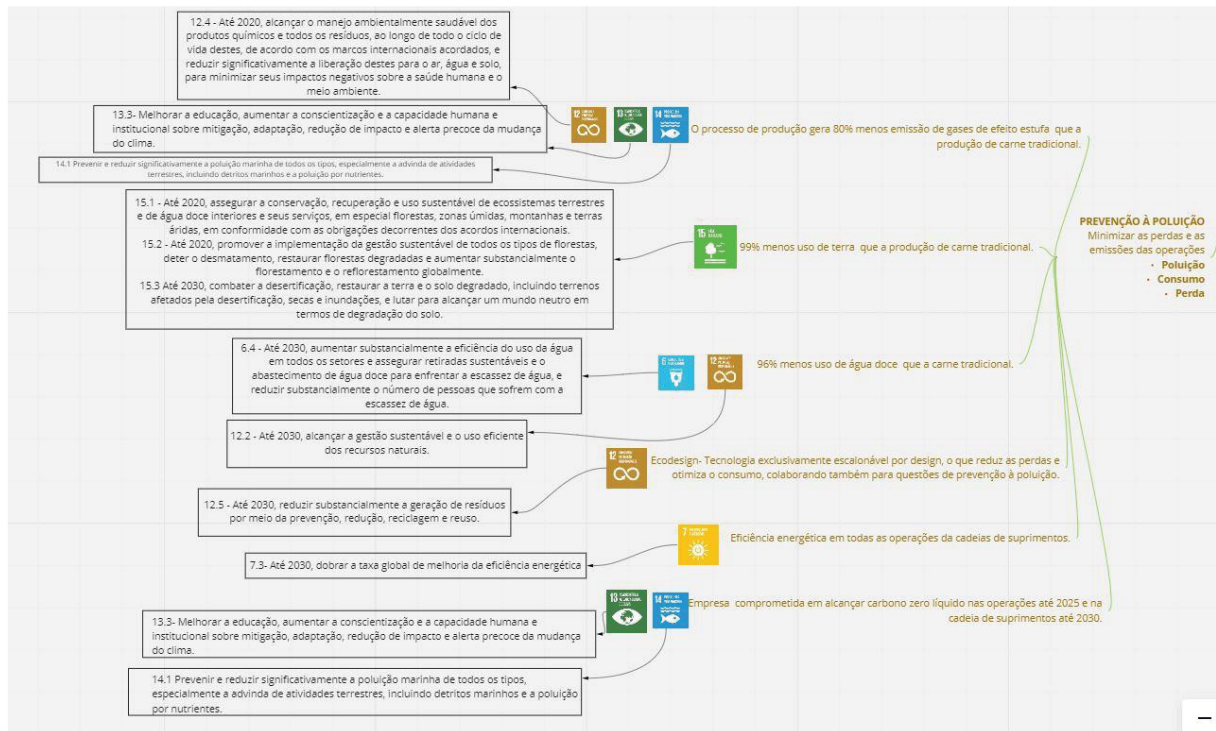 12.4 - Até 2020, alcançar o manejo ambientalmente saudável dos
produtos químicos e todos os resíduos, ao longo de todo o ciclo de
vida destes, de acordo com os marcos internacionais acordados, e
reduzir significativamente a liberação destes para o ar, água e solo,
para minimizar seus impactos negativos sobre a saúde humana e o
meio ambiente.
13.3- Melhorar a educação, aumentar a conscientização e a capacidade humana e
institucional sobre mitigação, adaptação, redução de impacto e alerta precoce da mudança
do clima.
14.1 Prevenir e reduzir significativamente a poluição marinha de todos os tipos, especialmente a advinda de atividades
terrestres, incluindo detritos marinhos e a poluição por nutrientes.
12
13
14
O processo de produção gera 80% menos emissão de gases de efeito estufa que a
produção de carne tradicional.
15.1 - Até 2020, assegurar a conservação, recuperação e uso sustentável de ecossistemas terrestres
e de água doce interiores e seus serviços, em especial florestas, zonas úmidas, montanhas e terras
áridas, em conformidade com as obrigações decorrentes dos acordos internacionais.
15.2 - Até 2020, promover a implementação da gestão sustentável de todos os tipos de florestas,
deter o desmatamento, restaurar florestas degradadas e aumentar substancialmente o
florestamento e o reflorestamento globalmente.
15.3 Até 2030, combater a desertificação, restaurar a terra e o solo degradado, incluindo terrenos
afetados pela desertificação, secas e inundações, e lutar para alcançar um mundo neutro em
termos de degradação do solo.
15
99% menos uso de terra que a produção de carne tradicional.
PREVENÇÃO À POLUIÇÃO
Minimizar as perdas e as
emissões das operações
• Poluição
• Consumo
• Perda
6.4 - Até 2030, aumentar substancialmente a eficiência do uso da água
em todos os setores e assegurar retiradas sustentáveis e o
abastecimento de água doce para enfrentar a escassez de água, e
reduzir substancialmente o número de pessoas que sofrem com a
escassez de água.
6
12
96% menos uso de água doce que a carne tradicional.
12.2 - Até 2030, alcançar a gestão sustentável e o uso eficiente
dos recursos naturais.
12
Ecodesign- Tecnologia exclusivamente escalonável por design, o que reduz as perdas e
otimiza o consumo, colaborando também para questões de prevenção à poluição.
12.5 - Até 2030, reduzir substancialmente a geração de resíduos
por meio da prevenção, redução, reciclagem e reuso.
7
Eficiência energética em todas as operações da cadeias de suprimentos.
7.3- Até 2030, dobrar a taxa global de melhoria da eficiência energética
13
14
Empresa comprometida em alcançar carbono zero líquido nas operações até 2025 e na
cadeia de suprimentos até 2030.
13.3- Melhorar a educação, aumentar a conscientização e a capacidade humana e
institucional sobre mitigação, adaptação, redução de impacto e alerta precoce da mudança
do clima.
14.1 Prevenir e reduzir significativamente a poluição marinha de todos os tipos,
especialmente a advinda de atividades terrestres, incluindo detritos marinhos e a poluição
por nutrientes.